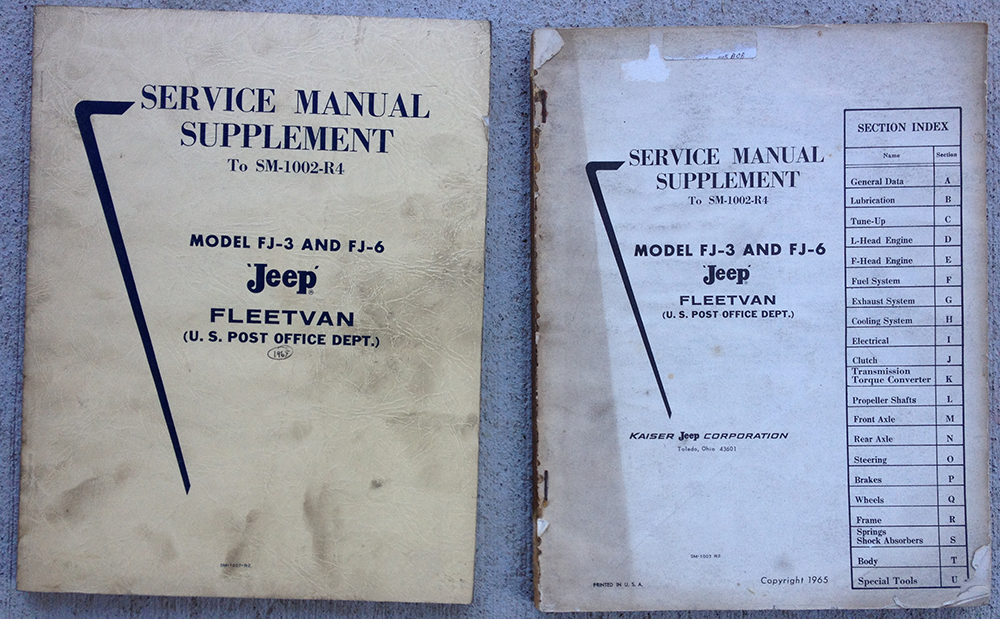 SERVICE MANUAL
SUPPLEMENT
To SM-1002-R4
MODEL FJ-3 AND FJ-6
'Jeep'
FLEETVAN
(U. S. POST OFFICE DEPT.)
SERVICE MANUAL
SUPPLEMENT
To SM-1002-R4
MODEL FJ-3 AND FJ-6
'Jeep'
FLEETVAN
(U. S. POST OFFICE DEPT.)
KAISER Jeep CORPORATION
Toledo, Ohio 43601
PRINTED IN U. S. A.
Copyright 1965
SECTION INDEX
Name Section
General Data A
Lubrication B
Tune-Up C
L-Head Engine D
F-Head Engine E
Fuel System F
Exhaust System G
Cooling System H
Electrical I
Clutch J
Transmission
Torque Converter K
Propeller Shafts L
Front Axle M
Rear Axle N
Steering O
Brakes P
Wheels Q
Frame R
Springs
Shock Absorbers S
Body T
Special Tools U